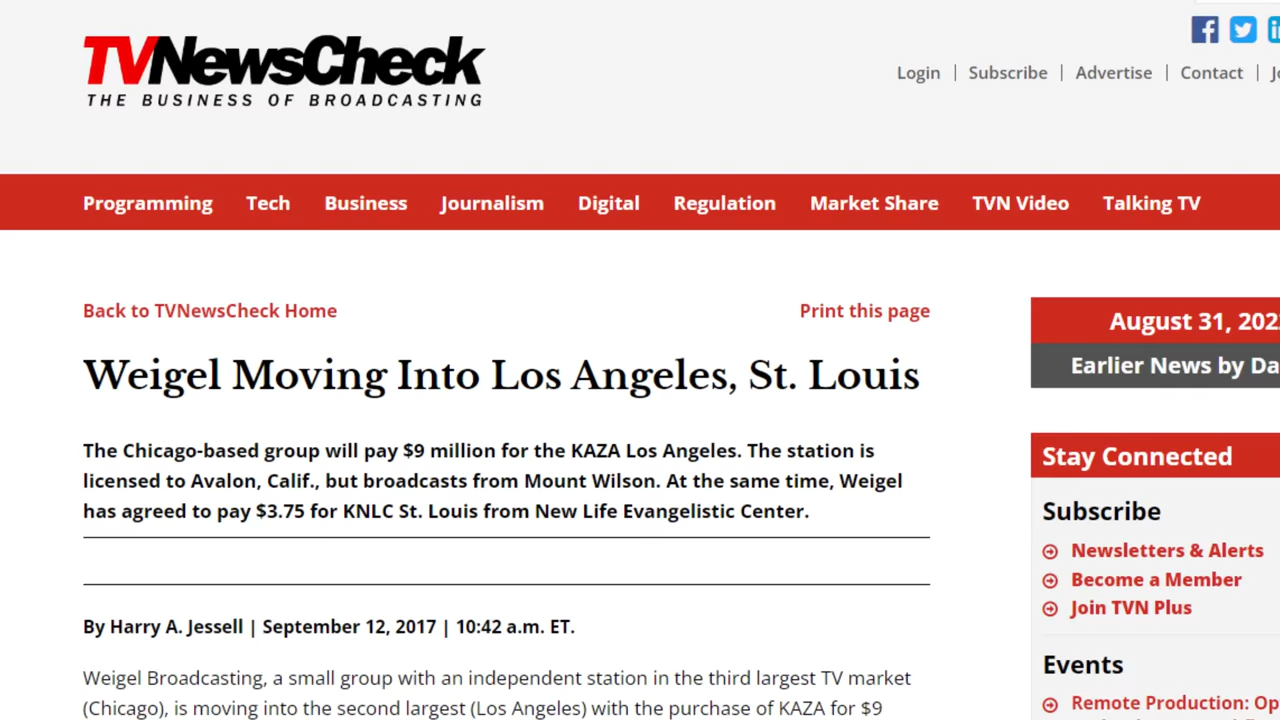 TVNewsCheck
THE BUSINESS OF BROADCASTING
Login | Subscribe | Advertise | Contact |
Programming Tech Business Journalism Digital Regulation Market Share TVN Video Talking TV
Back to TVNewsCheck Home Print this page
Weigel Moving Into Los Angeles, St. Louis
The Chicago-based group will pay $9 million for the KAZA Los Angeles. The station is
licensed to Avalon, Calif., but broadcasts from Mount Wilson. At the same time, Weigel
has agreed to pay $3.75 for KNLC St. Louis from New Life Evangelistic Center.
By Harry A. Jessell | September 12, 2017 | 10:42 a.m. ET.
Weigel Broadcasting, a small group with an independent station in the third largest TV market
(Chicago), is moving into the second largest (Los Angeles) with the purchase of KAZA for $9
August 31, 202
Earlier News by Da
Stay Connected
Subscribe
Newsletters & Alerts
Become a Member
Join TVN Plus
Events
Remote Production: Op